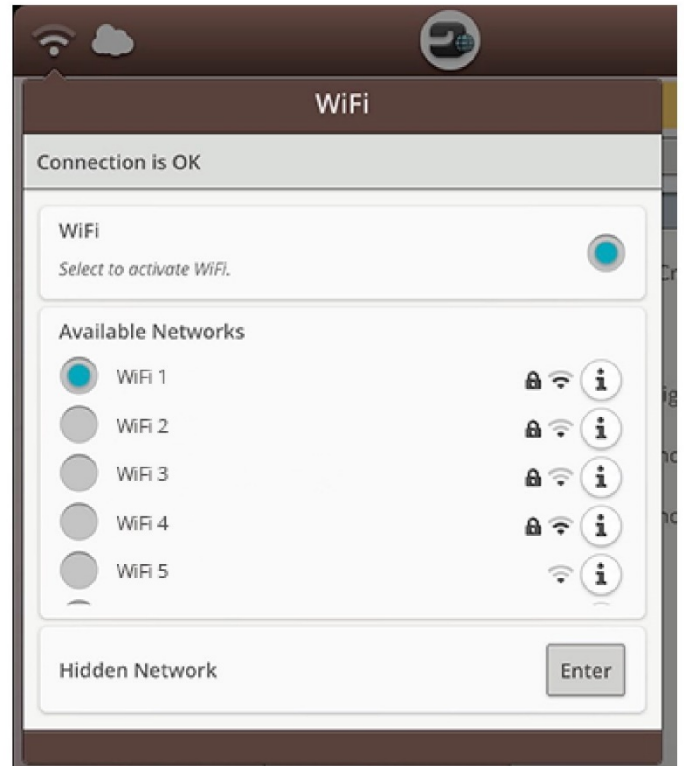 WiFi
Connection is OK
WiFi
Select to activate WiFi.
Available Networks
WiFi 1
WiFi 2
WiFi 3
WiFi 4
WiFi 5
Hidden Network
Enter